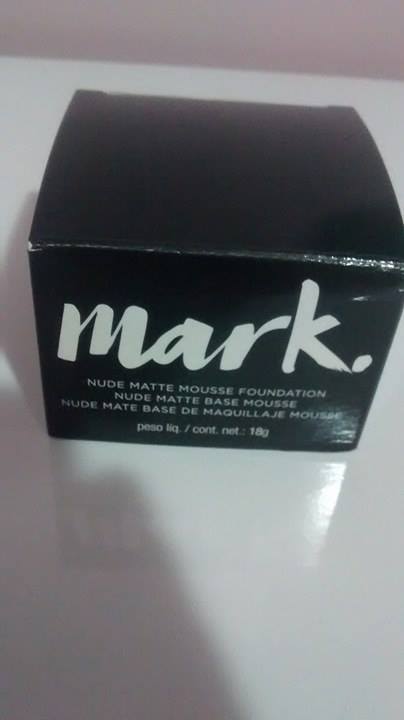 mark.
NUDE MATTE MOUSSE FOUNDATION
NUDE MATTE BASE MOUSSE
NUDE MATE BASE DE MAQUILLAJE MOUSSE
peso líq. / cont. net.: 18g